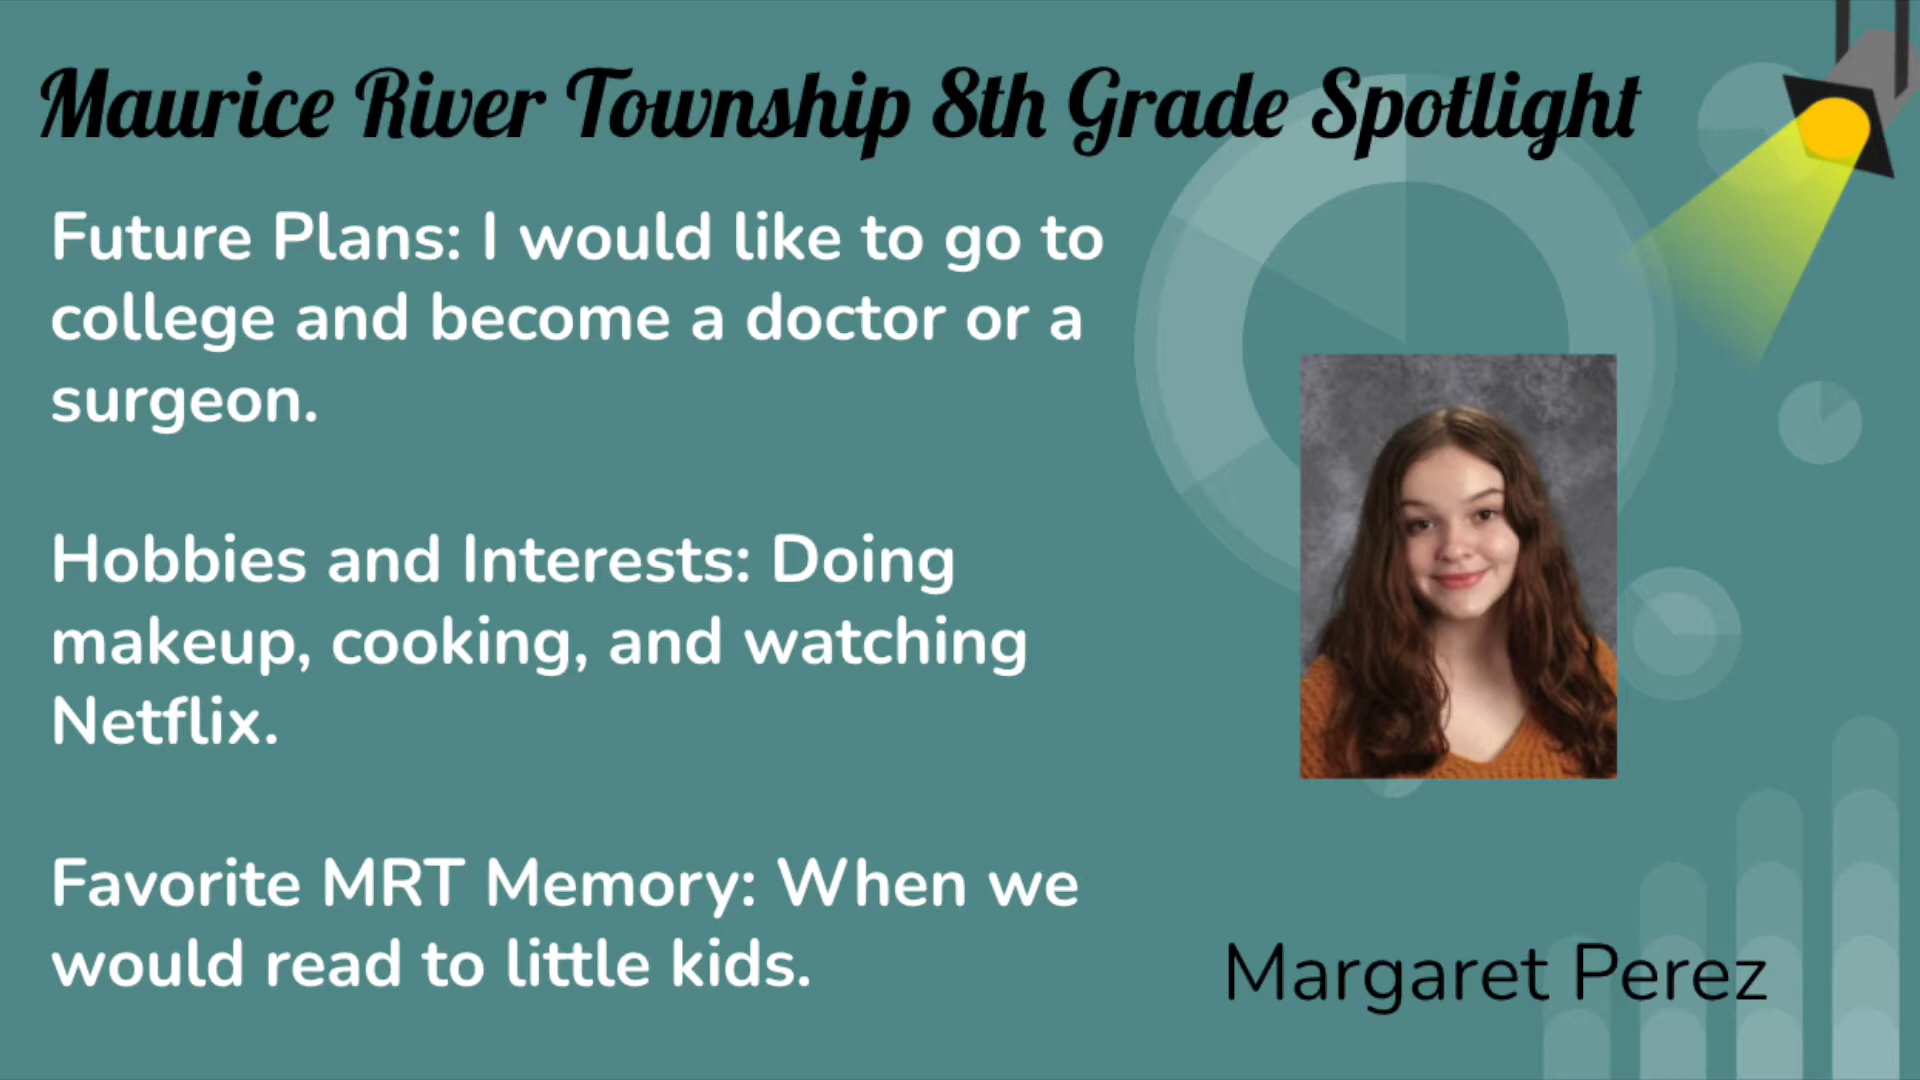 Maurice River Township 8th Grade Spotlight
Future Plans: I would like to go to
college and become a doctor or a
surgeon.
Hobbies and Interests: Doing
makeup, cooking, and watching
Netflix.
Favorite MRT Memory: When we
would read to little kids.
Margaret Perez